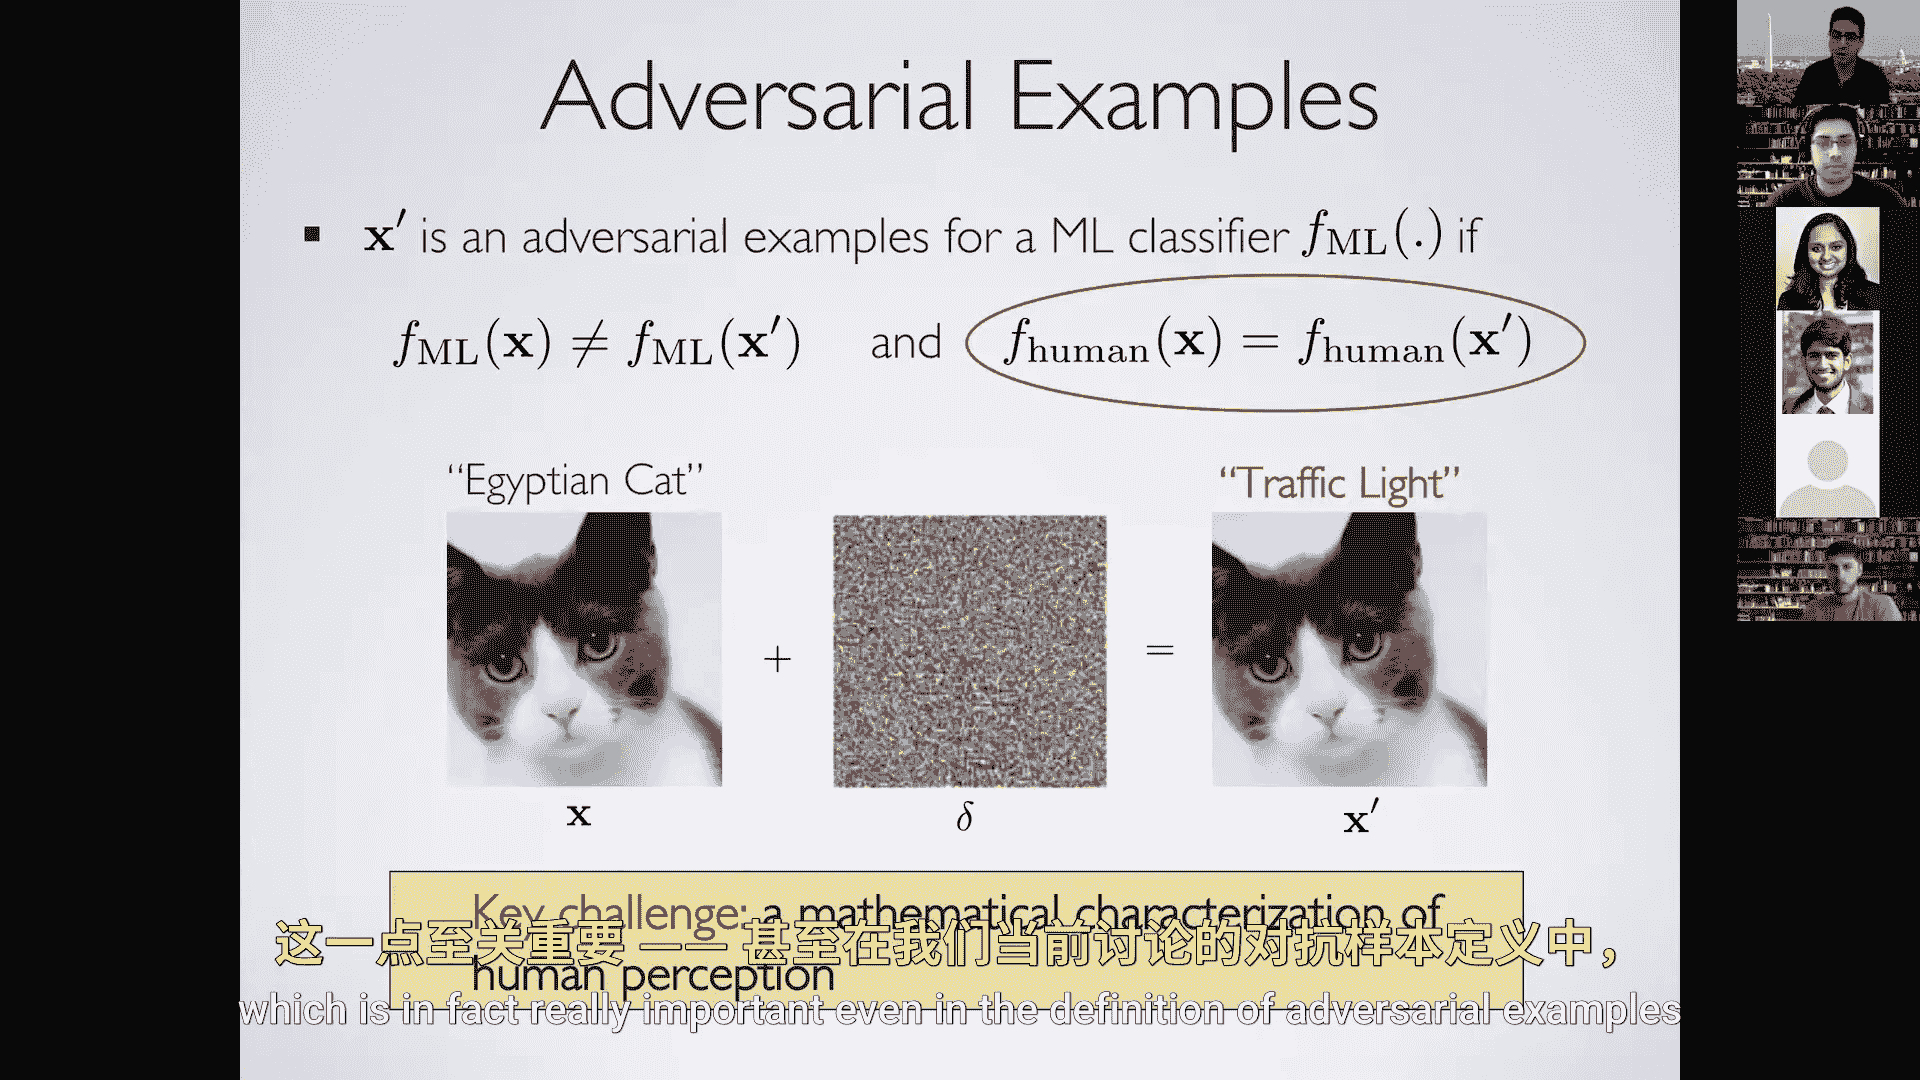 Adversarial Examples
▪ x′ is an adversarial examples for a ML classifier f_ML(.) if
f_ML(x) ≠ f_ML(x′) and f_human(x) = f_human(x′)
“Egyptian Cat” “Traffic Light”
+ =
x δ x′
Key challenge: a mathematical characterization of
这一点至关重要 —— 甚至在我们当前讨论的对抗样本定义中，
human perception
which is in fact really important even in the definition of adversarial examples